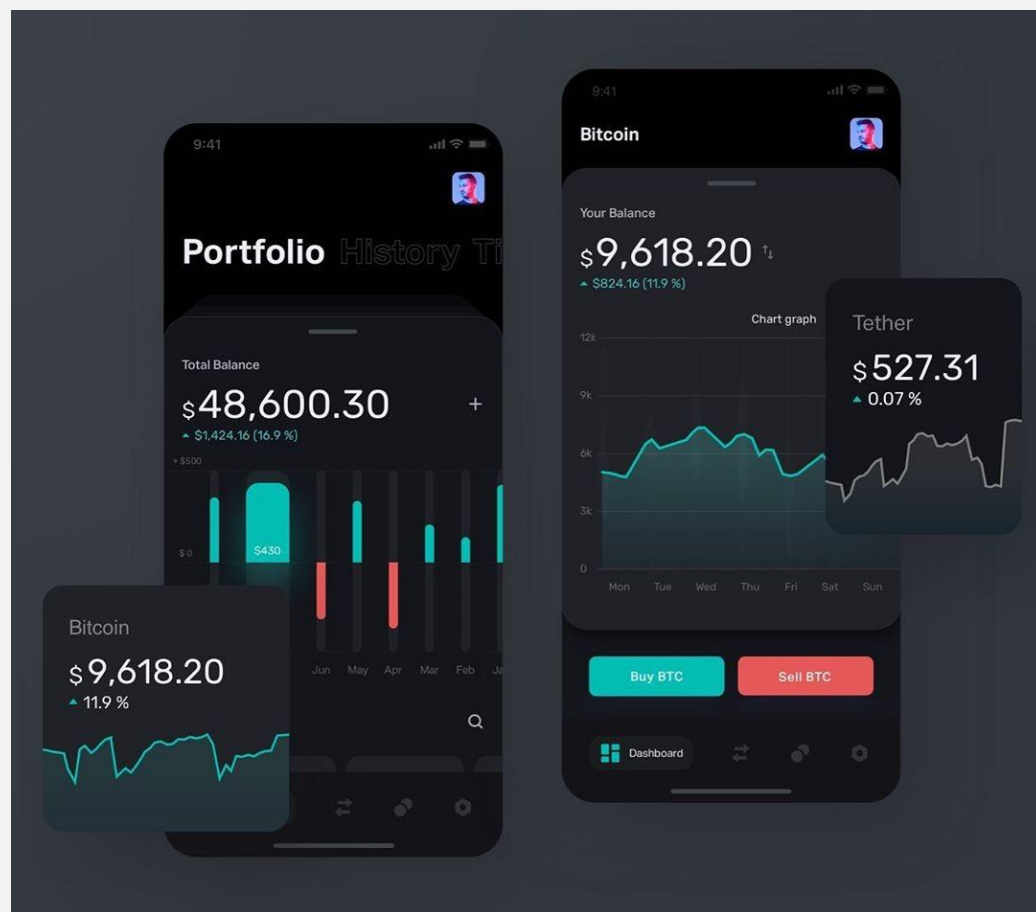 9:41
Portfolio History Ti
Total Balance
$48,600.30 +
$1,424.16 (16.9 %)
+ $500
$ 0
$430
Jun May Apr Mar Feb Ja
Bitcoin
$9,618.20
11.9 %
9:41
Bitcoin
Your Balance
$9,618.20
$824.16 (11.9 %)
Chart graph
12k
9k
6k
3k
0
Mon Tue Wed Thu Fri Sat Sun
Buy BTC Sell BTC
Dashboard
Tether
$527.31
0.07 %